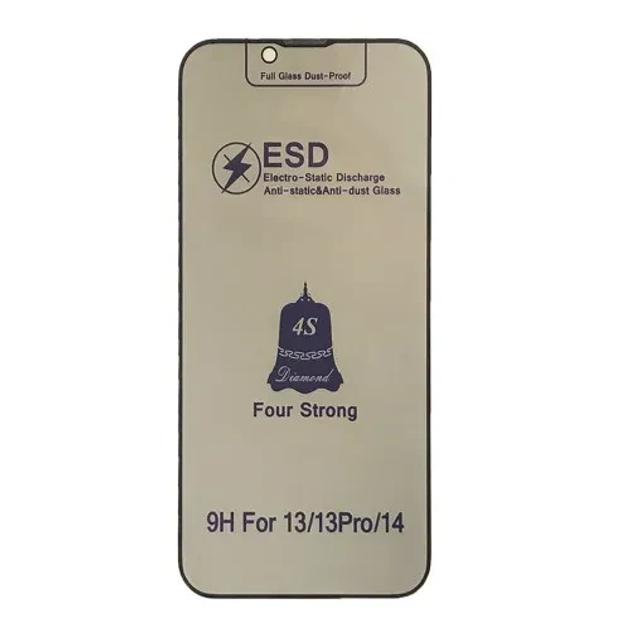 Full Glass Dust-Proof
ESD
Electro-Static Discharge
Anti-static&Anti-dust Glass
4S
Diamond
Four Strong
9H For 13/13Pro/14